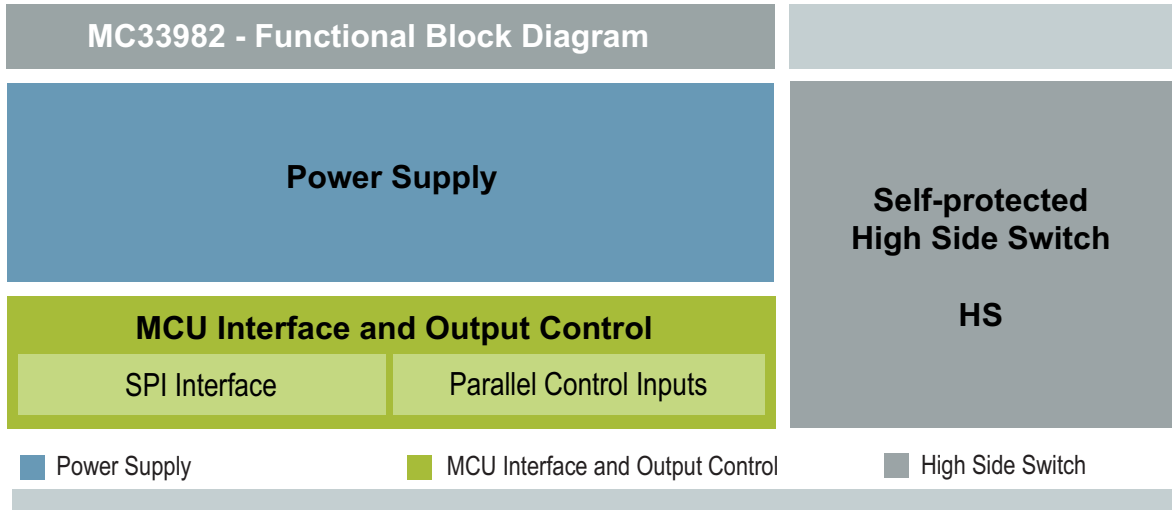 MC33982 - Functional Block Diagram
Power Supply
Self-protected
High Side Switch
HS
MCU Interface and Output Control
SPI Interface
Parallel Control Inputs
Power Supply
MCU Interface and Output Control
High Side Switch